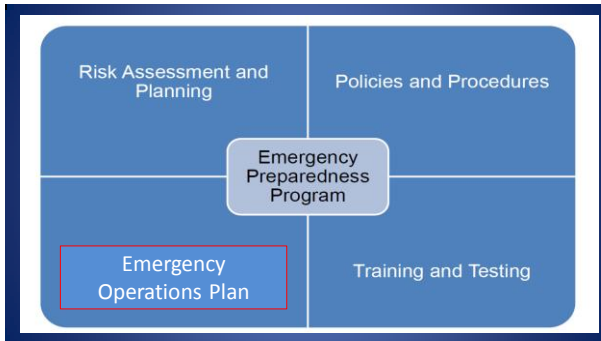 Risk Assessment and
Planning
Policies and Procedures
Emergency
Preparedness
Program
Emergency
Operations Plan
Training and Testing